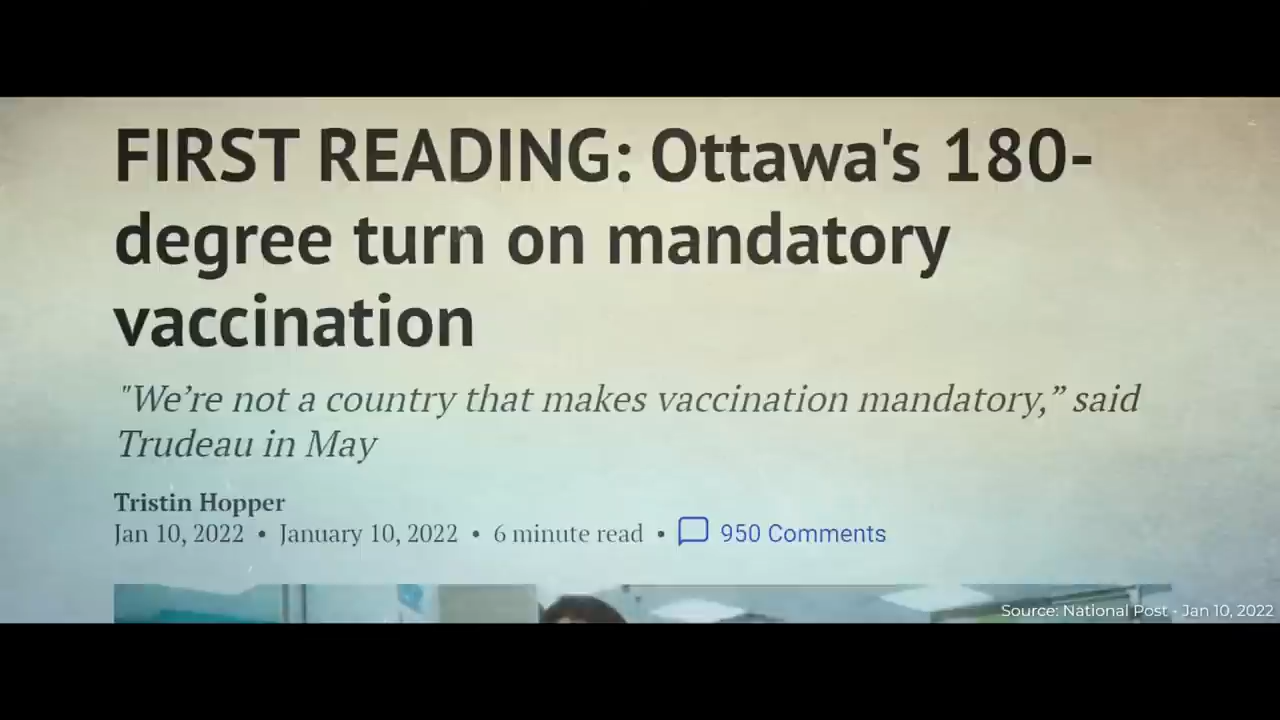 FIRST READING: Ottawa's 180-
degree turn on mandatory
vaccination
"We’re not a country that makes vaccination mandatory,” said
Trudeau in May
Tristin Hopper
Jan 10, 2022 • January 10, 2022 • 6 minute read • 950 Comments
Source: National Post - Jan 10, 2022